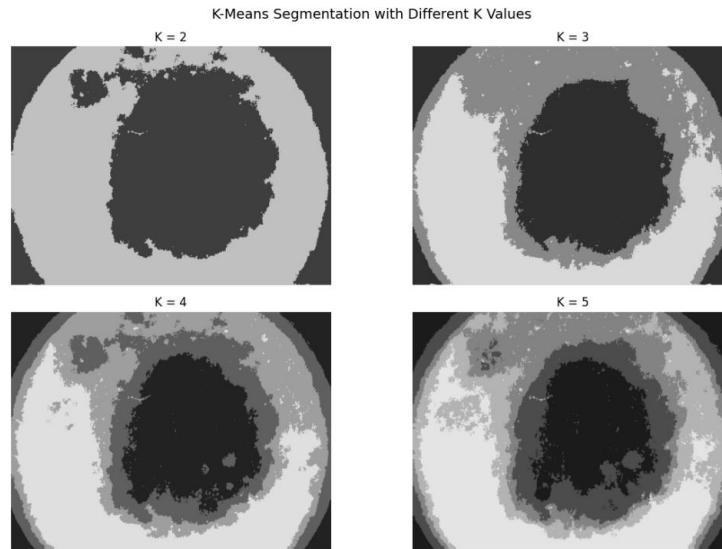 K-Means Segmentation with Different K Values
K = 2
K = 3
K = 4
K = 5